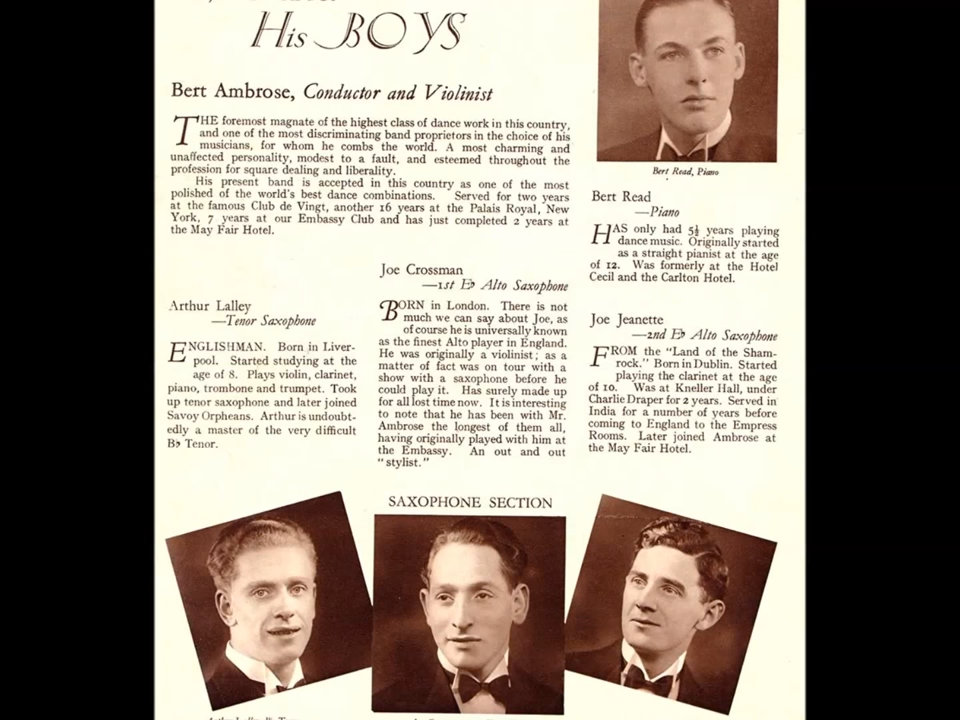 His BOYS
Bert Ambrose, Conductor and Violinist
THE foremost magnate of the highest class of dance work in this country,
and one of the most discriminating band proprietors in the choice of his
musicians, for whom he combs the world. A most charming and
unaffected personality, modest to a fault, and esteemed throughout the
profession for square dealing and liberality.
His present band is accepted in this country as one of the most
polished of the world's best dance combinations. Served for two years
at the famous Club de Vingt, another 16 years at the Palais Royal, New
York, 7 years at our Embassy Club and has just completed 2 years at
the May Fair Hotel.
Bert Read, Piano
Bert Read
—Piano
HAS only had 5½ years playing
dance music. Originally started
as a straight pianist at the age
of 12. Was formerly at the Hotel
Cecil and the Carlton Hotel.
Arthur Lalley
—Tenor Saxophone
ENGLISHMAN. Born in Liver-
pool. Started studying at the
age of 8. Plays violin, clarinet,
piano, trombone and trumpet. Took
up tenor saxophone and later joined
Savoy Orpheans. Arthur is undoubt-
edly a master of the very difficult
B♭ Tenor.
Joe Crossman
—1st E♭ Alto Saxophone
BORN in London. There is not
much we can say about Joe, as
of course he is universally known
as the finest Alto player in England.
He was originally a violinist; as a
matter of fact was on tour with a
show with a saxophone before he
could play it. Has surely made up
for all lost time now. It is interesting
to note that he has been with Mr.
Ambrose the longest of them all,
having originally played with him at
the Embassy. An out and out
"stylist."
Joe Jeanette
—2nd E♭ Alto Saxophone
FROM the "Land of the Sham-
rock." Born in Dublin. Started
playing the clarinet at the age
of 10. Was at Kneller Hall, under
Charlie Draper for 2 years. Served in
India for a number of years before
coming to England to the Empress
Rooms. Later joined Ambrose at
the May Fair Hotel.
SAXOPHONE SECTION